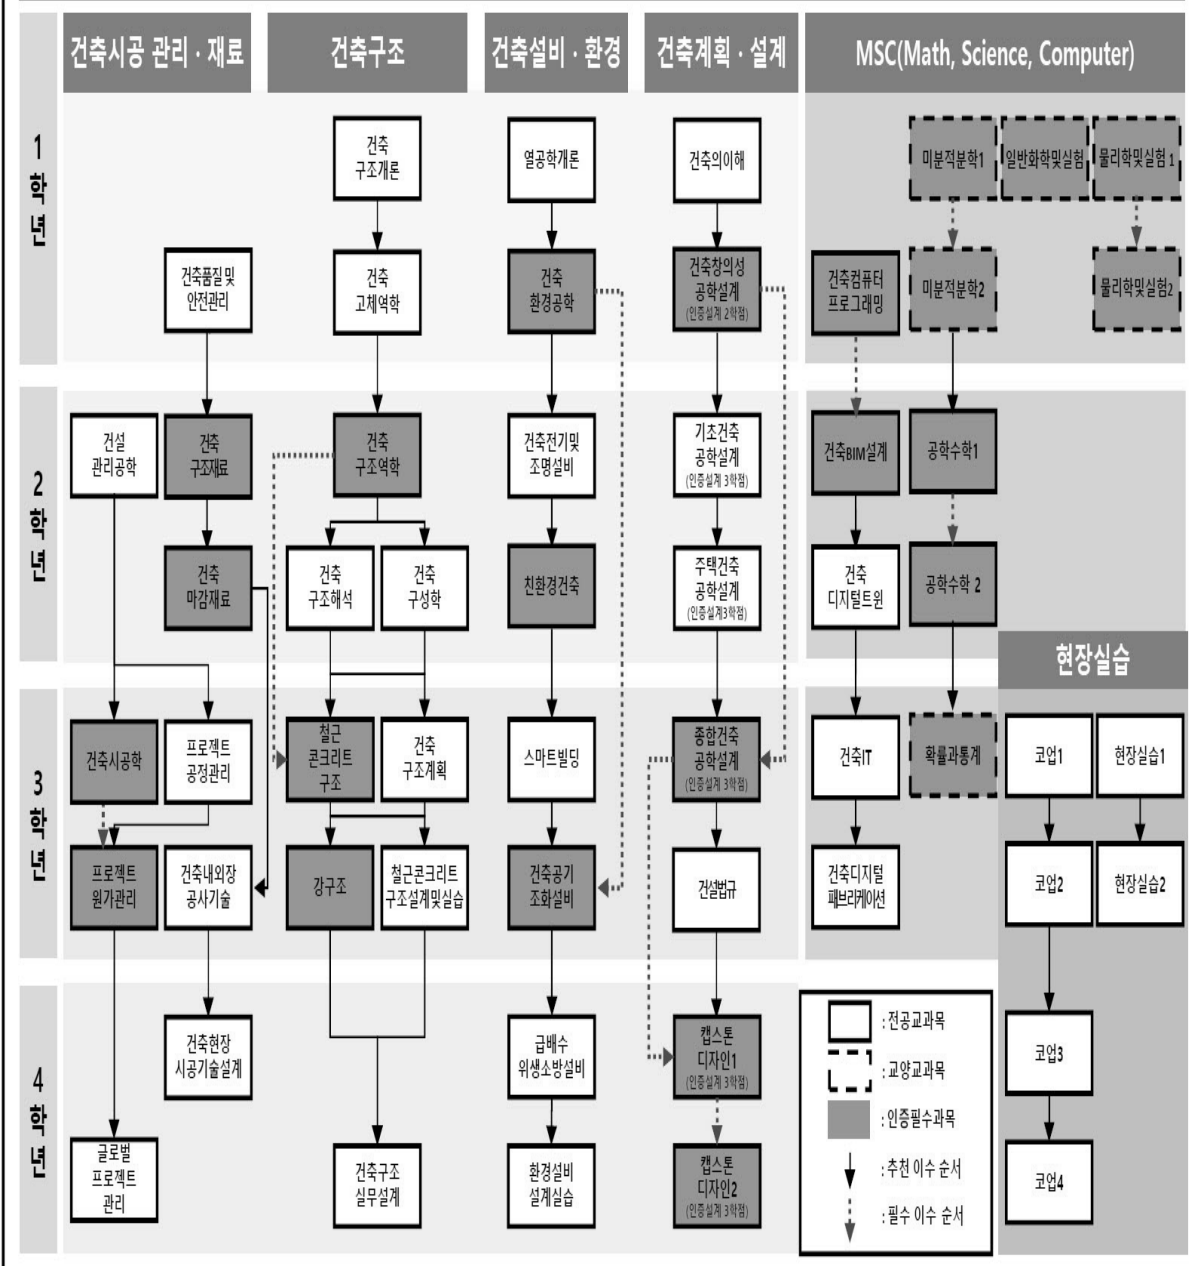 건축시공 관리 · 재료
건축구조
건축설비 · 환경
건축계획 · 설계
MSC(Math, Science, Computer)
1
학
년
건축
구조개론
열공학개론
건축의이해
미분적분학1
일반화학및실험
물리학및실험 1
건축품질 및
안전관리
건축
고체역학
건축
환경공학
건축창의성
공학설계
(인증설계 2학점)
건축컴퓨터
프로그래밍
미분적분학2
물리학및실험2
2
학
년
건설
관리공학
건축
구조재료
건축
구조역학
건축전기및
조명설비
기초건축
공학설계
(인증설계 3학점)
건축BIM설계
공학수학1
건축
마감재료
건축
구조해석
건축
구성학
친환경건축
주택건축
공학설계
(인증설계3학점)
건축
디지털트윈
공학수학 2
현장실습
3
학
년
건축시공학
프로젝트
공정관리
철근
콘크리트
구조
건축
구조계획
스마트빌딩
종합건축
공학설계
(인증설계 3학점)
건축IT
확률과통계
코업1
현장실습1
프로젝트
원가관리
건축내외장
공사기술
강구조
철근콘크리트
구조설계및실습
건축공기
조화설비
건설법규
건축디지털
패브리케이션
코업2
현장실습2
4
학
년
건축현장
시공기술설계
급배수
위생소방설비
캡스톤
디자인1
(인증설계 3학점)
코업3
글로벌
프로젝트
관리
건축구조
실무설계
환경설비
설계실습
캡스톤
디자인2
(인증설계 3학점)
코업4
: 전공교과목
: 교양교과목
: 인증필수과목
: 추천 이수 순서
: 필수 이수 순서